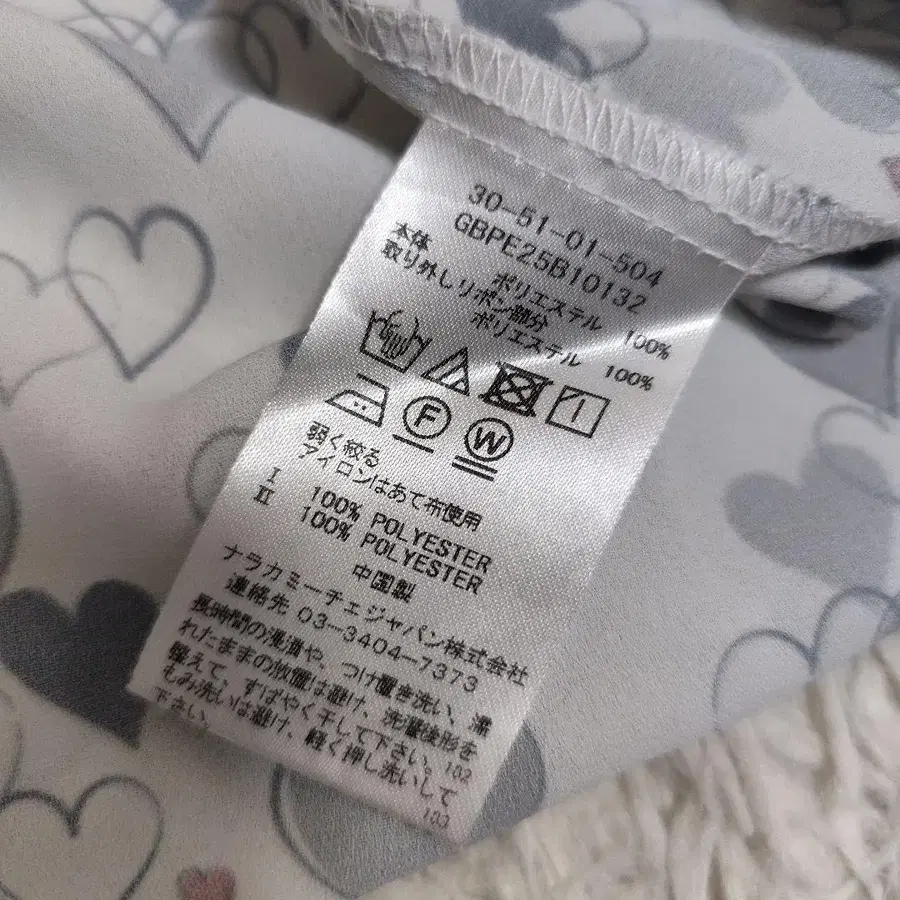 30-51-01-504
GBPE25B10132
本体 ポリエステル 100%
取り外しリボン部分
ポリエステル 100%
F W
弱く絞る
アイロンはあて布使用
I 100% POLYESTER
II 100% POLYESTER
中国製
ナラカミーチェジャパン株式会社
連絡先 03-3404-7373
長時間の浸漬や、つけ置き洗い、濡
れたままの放置は避け、洗濯後形を
整えて、すばやく干して下さい。102
もみ洗いは避け、軽く押し洗いして
下さい。 103